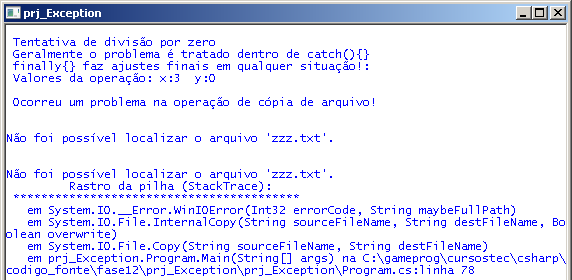 prj_Exception
Tentativa de divisão por zero
Geralmente o problema é tratado dentro de catch(){}
finally{} faz ajustes finais em qualquer situação!:
Valores da operação: x:3  y:0
Ocorreu um problema na operação de cópia de arquivo!
Não foi possível localizar o arquivo 'zzz.txt'.
Não foi possível localizar o arquivo 'zzz.txt'.
Rastro da pilha (StackTrace):
*****************************************
em System.IO.__Error.WinIOError(Int32 errorCode, String maybeFullPath)
em System.IO.File.InternalCopy(String sourceFileName, String destFileName, Bo
olean overwrite)
em System.IO.File.Copy(String sourceFileName, String destFileName)
em prj_Exception.Program.Main(String[] args) na C:\gameprog\cursostec\csharp\
codigo_fonte\fase12\prj_Exception\prj_Exception\Program.cs:linha 78